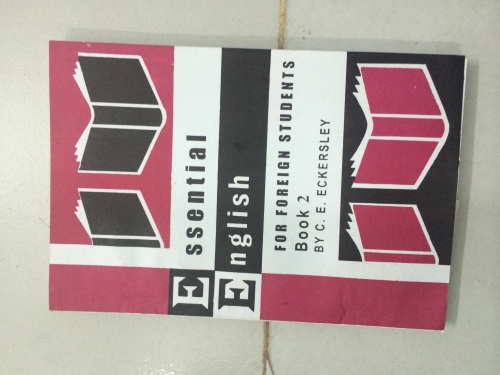 Essential
English
FOR FOREIGN STUDENTS
Book 2
BY C. E. ECKERSLEY